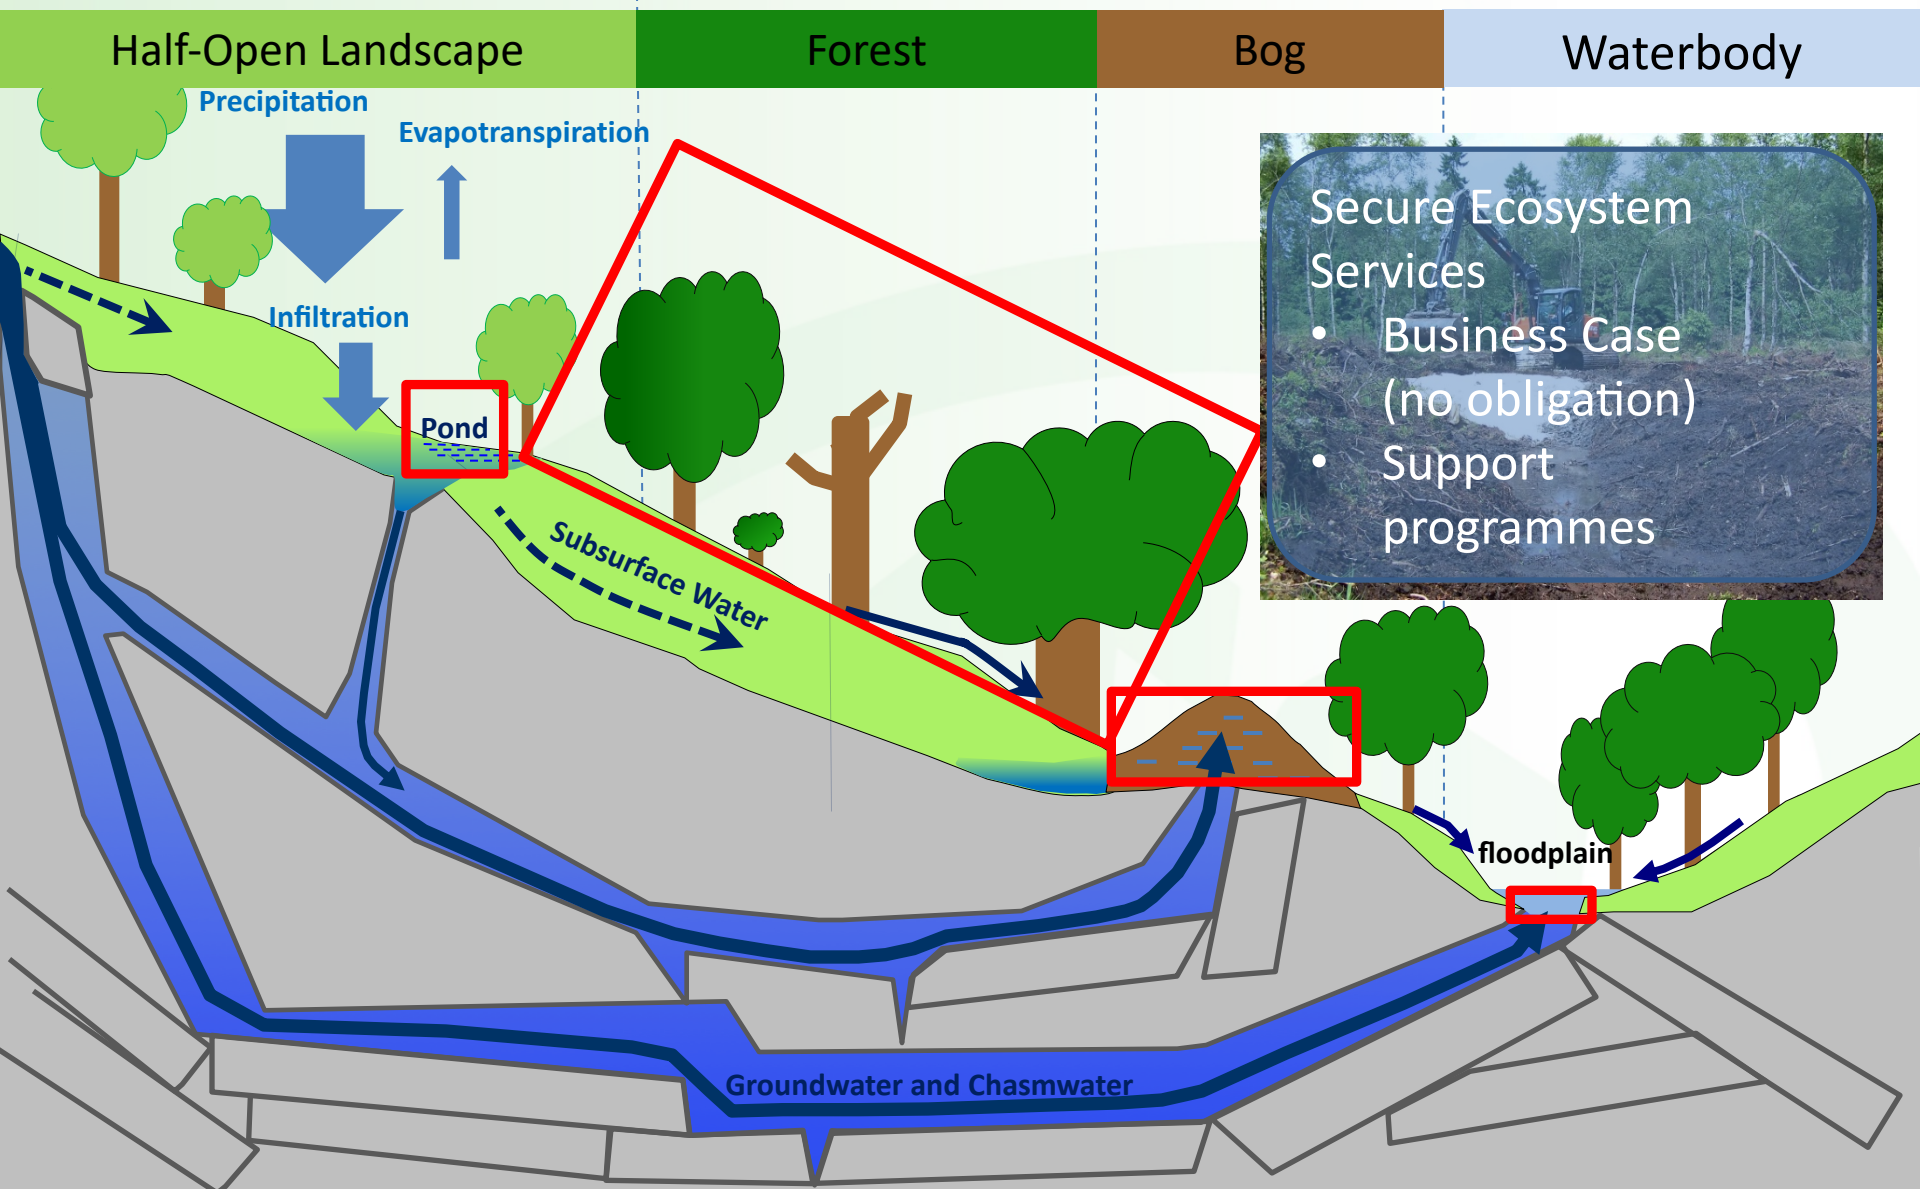 Half-Open Landscape
Forest
Bog
Waterbody
Precipitation
Evapotranspiration
Infiltration
Pond
Subsurface Water
Secure Ecosystem
Services
• Business Case
(no obligation)
• Support
programmes
floodplain
Groundwater and Chasmwater